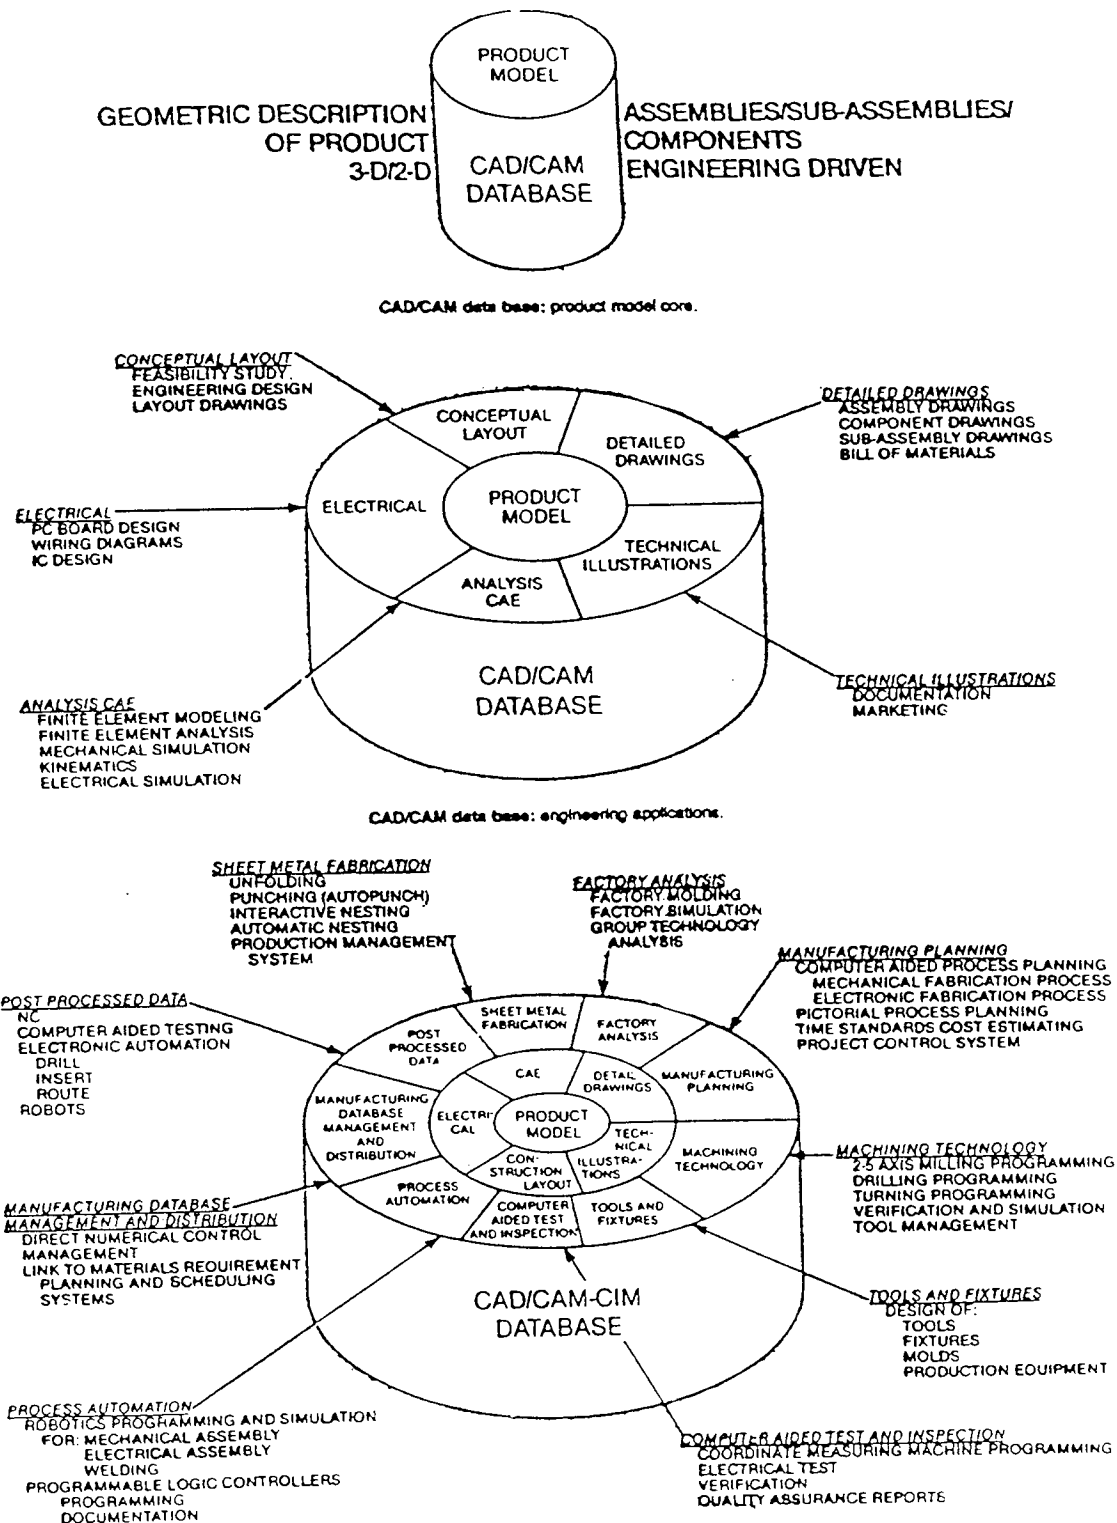 PRODUCT
MODEL
GEOMETRIC DESCRIPTION
OF PRODUCT
3-D/2-D
CAD/CAM
DATABASE
ASSEMBLIES/SUB-ASSEMBLIES/
COMPONENTS
ENGINEERING DRIVEN
CAD/CAM data base: product model core.
CONCEPTUAL LAYOUT
FEASIBILITY STUDY
ENGINEERING DESIGN
LAYOUT DRAWINGS
DETAILED DRAWINGS
ASSEMBLY DRAWINGS
COMPONENT DRAWINGS
SUB-ASSEMBLY DRAWINGS
BILL OF MATERIALS
CONCEPTUAL
LAYOUT
DETAILED
DRAWINGS
ELECTRICAL
PRODUCT
MODEL
TECHNICAL
ILLUSTRATIONS
ANALYSIS
CAE
ELECTRICAL
PC BOARD DESIGN
WIRING DIAGRAMS
IC DESIGN
CAD/CAM
DATABASE
ANALYSIS CAE
FINITE ELEMENT MODELING
FINITE ELEMENT ANALYSIS
MECHANICAL SIMULATION
KINEMATICS
ELECTRICAL SIMULATION
TECHNICAL ILLUSTRATIONS
DOCUMENTATION
MARKETING
CAD/CAM data base: engineering applications.
SHEET METAL FABRICATION
UNFOLDING
PUNCHING (AUTOPUNCH)
INTERACTIVE NESTING
AUTOMATIC NESTING
PRODUCTION MANAGEMENT
SYSTEM
FACTORY ANALYSIS
FACTORY MOLDING
FACTORY SIMULATION
GROUP TECHNOLOGY
ANALYSIS
MANUFACTURING PLANNING
COMPUTER AIDED PROCESS PLANNING
MECHANICAL FABRICATION PROCESS
ELECTRONIC FABRICATION PROCESS
PICTORIAL PROCESS PLANNING
TIME STANDARDS COST ESTIMATING
PROJECT CONTROL SYSTEM
POST PROCESSED DATA
NC
COMPUTER AIDED TESTING
ELECTRONIC AUTOMATION
DRILL
INSERT
ROUTE
ROBOTS
SHEET METAL
FABRICATION
FACTORY
ANALYSIS
POST
PROCESSED
DATA
CAE
DETAIL
DRAWINGS
MANUFACTURING
PLANNING
MANUFACTURING
DATABASE
MANAGEMENT
AND
DISTRIBUTION
ELECTRI-
CAL
PRODUCT
MODEL
TECH-
NICAL
ILLUSTRA-
TIONS
MACHINING
TECHNOLOGY
CON-
STRUCTION
LAYOUT
PROCESS
AUTOMATION
COMPUTER
AIDED TEST
AND INSPECTION
TOOLS AND
FIXTURES
MACHINING TECHNOLOGY
2-5 AXIS MILLING PROGRAMMING
DRILLING PROGRAMMING
TURNING PROGRAMMING
VERIFICATION AND SIMULATION
TOOL MANAGEMENT
MANUFACTURING DATABASE
MANAGEMENT AND DISTRIBUTION
DIRECT NUMERICAL CONTROL
MANAGEMENT
LINK TO MATERIALS REQUIREMENT
PLANNING AND SCHEDULING
SYSTEMS
CAD/CAM-CIM
DATABASE
TOOLS AND FIXTURES
DESIGN OF:
TOOLS
FIXTURES
MOLDS
PRODUCTION EQUIPMENT
PROCESS AUTOMATION
ROBOTICS PROGRAMMING AND SIMULATION
FOR: MECHANICAL ASSEMBLY
ELECTRICAL ASSEMBLY
WELDING
PROGRAMMABLE LOGIC CONTROLLERS
PROGRAMMING
DOCUMENTATION
COMPUTER AIDED TEST AND INSPECTION
COORDINATE MEASURING MACHINE PROGRAMMING
ELECTRICAL TEST
VERIFICATION
QUALITY ASSURANCE REPORTS